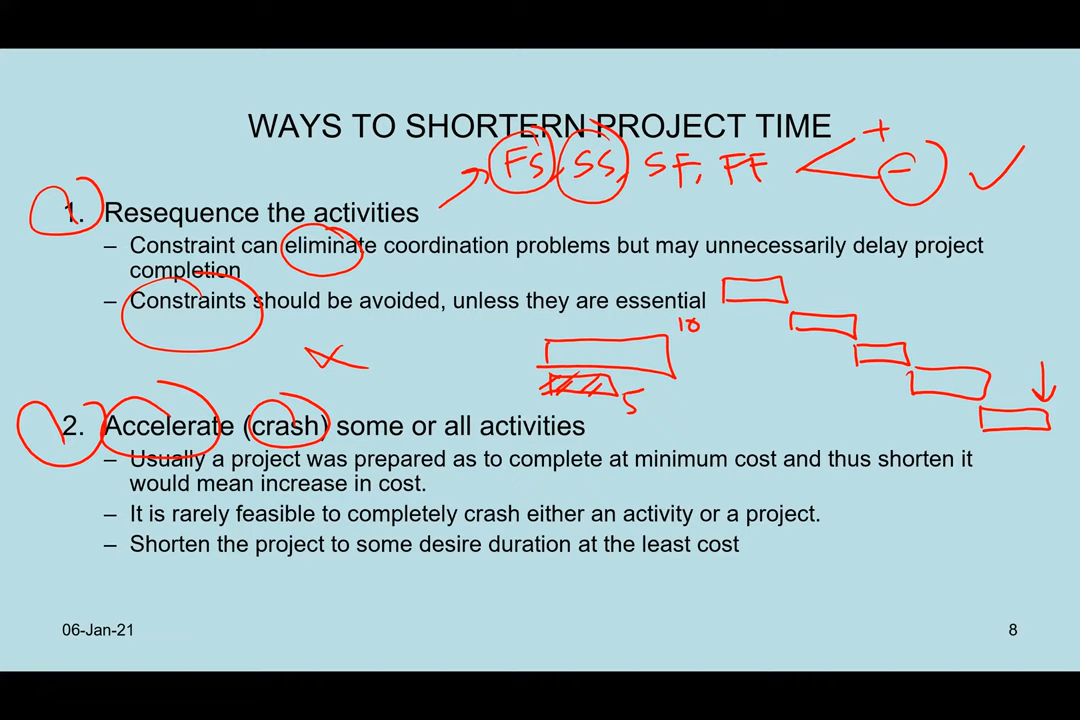 WAYS TO SHORTERN PROJECT TIME
FS, SS, SF, FF < + -
1. Resequence the activities
– Constraint can eliminate coordination problems but may unnecessarily delay project
completion
– Constraints should be avoided, unless they are essential
10
5
2. Accelerate (crash) some or all activities
– Usually a project was prepared as to complete at minimum cost and thus shorten it
would mean increase in cost.
– It is rarely feasible to completely crash either an activity or a project.
– Shorten the project to some desire duration at the least cost
06-Jan-21
8